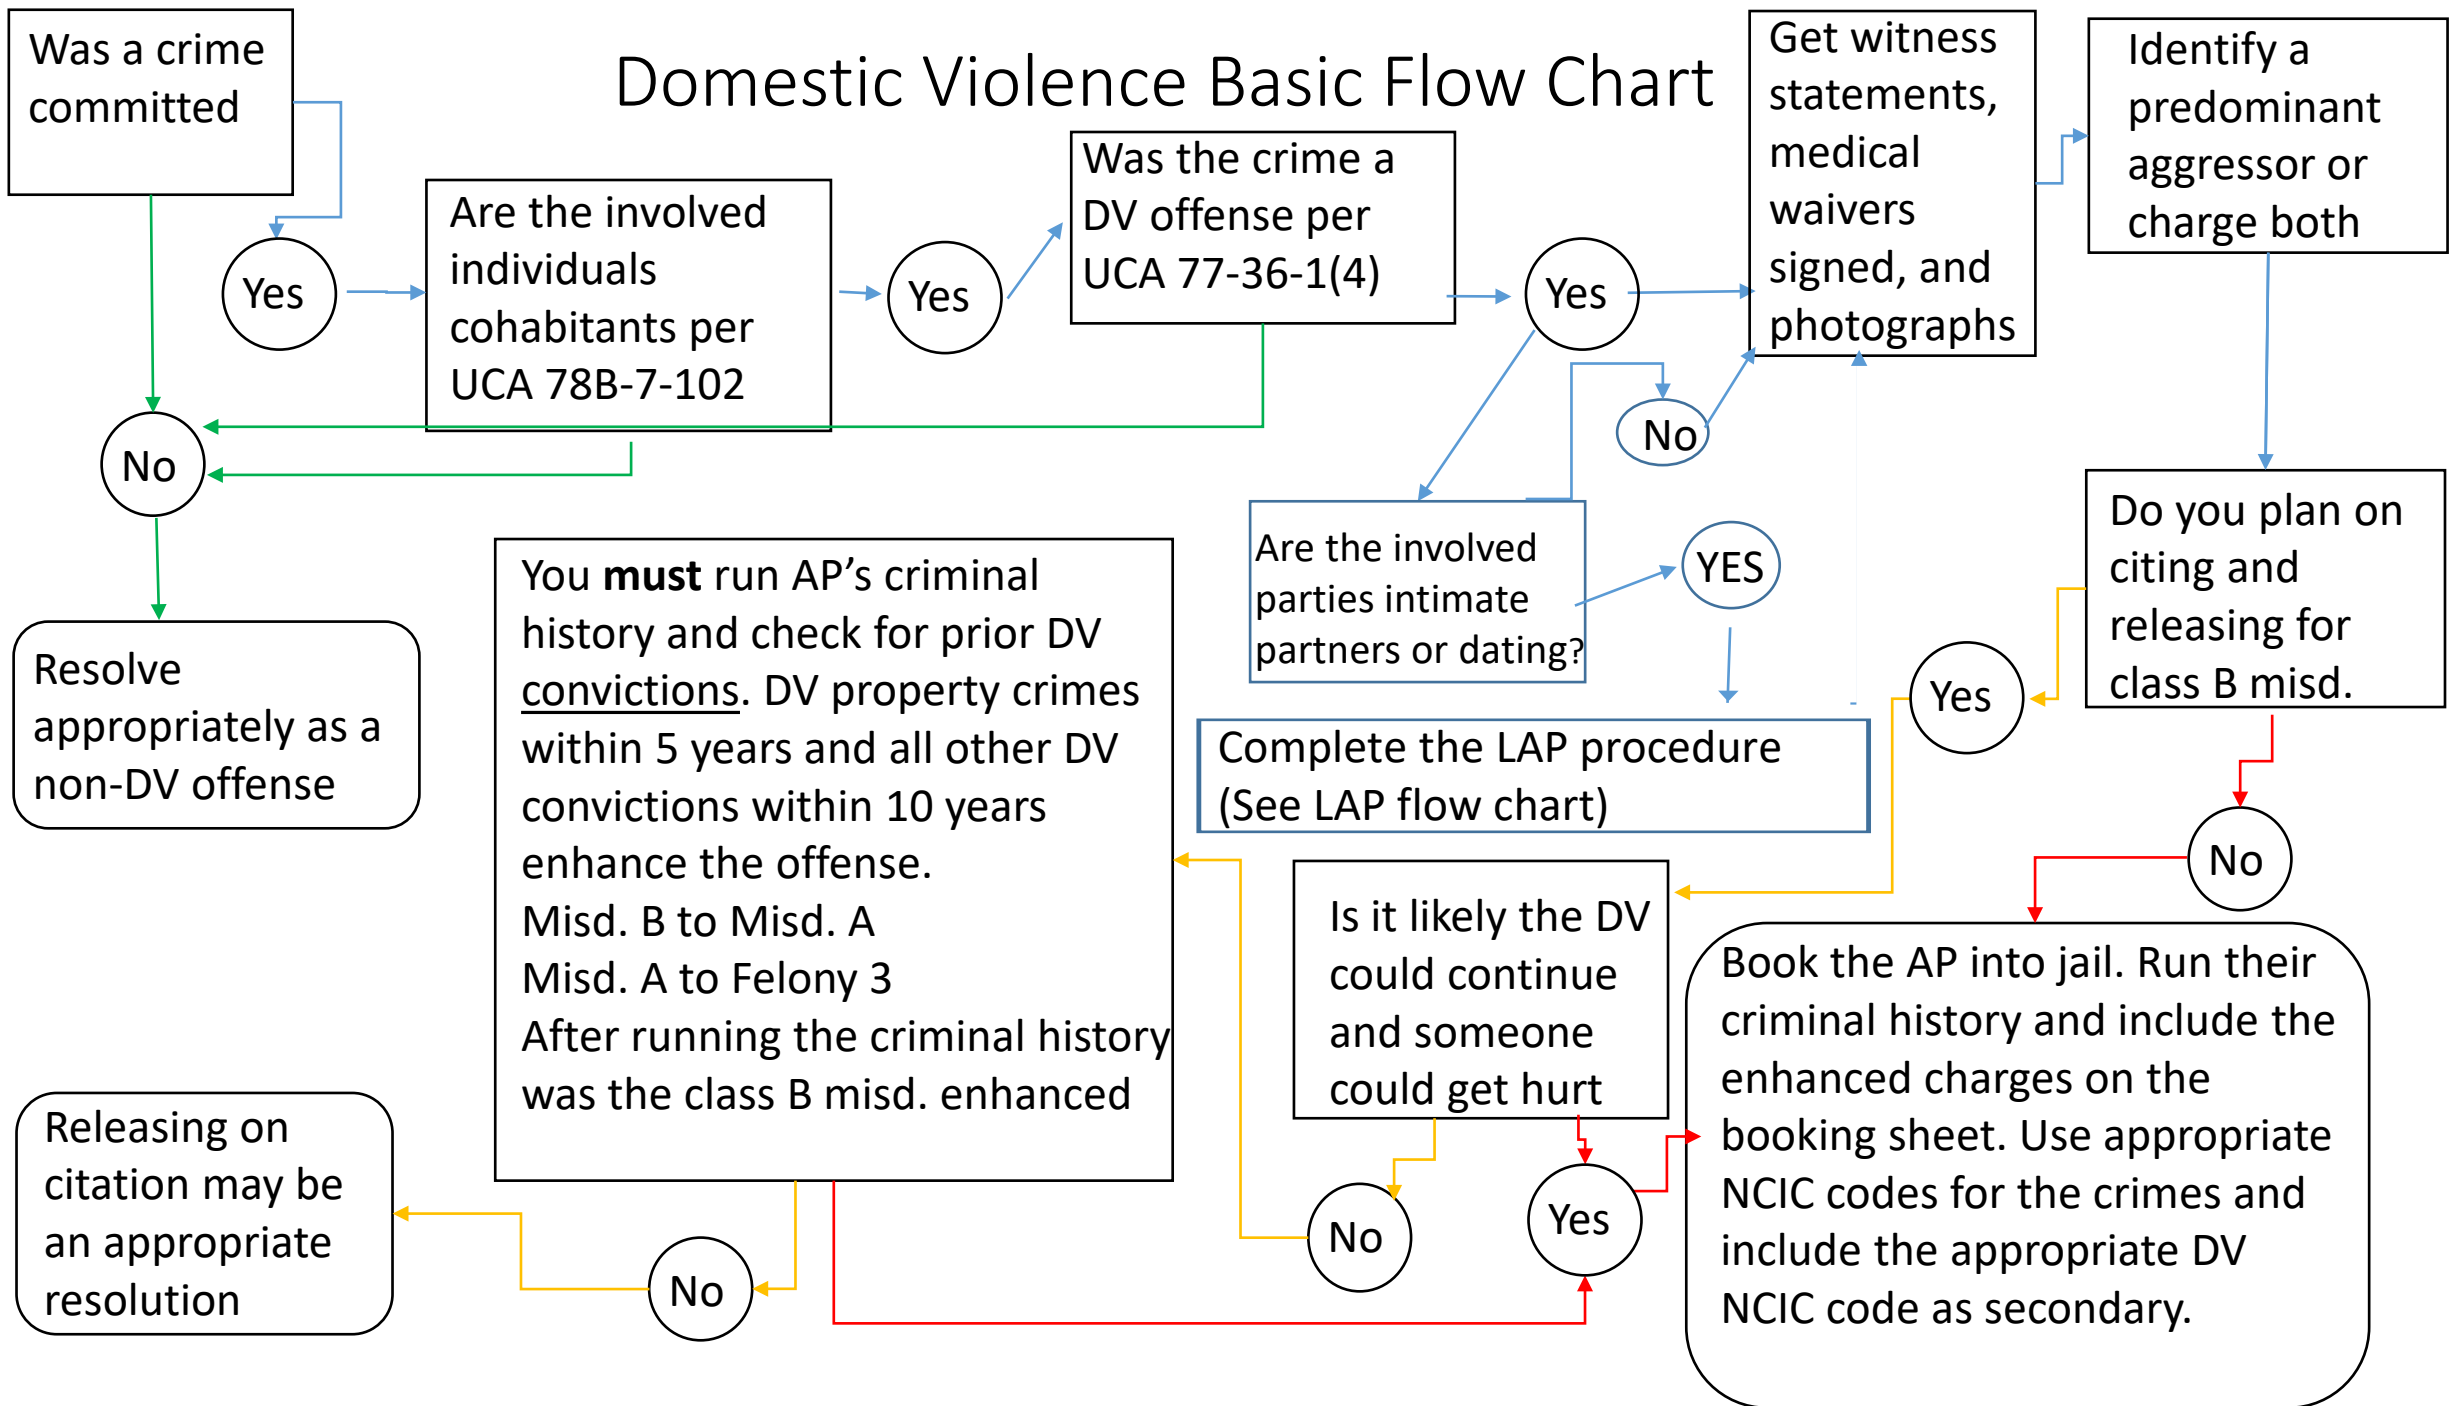 Domestic Violence Basic Flow Chart
Was a crime
committed
Yes
Are the involved
individuals
cohabitants per
UCA 78B-7-102
Yes
Was the crime a
DV offense per
UCA 77-36-1(4)
Yes
Get witness
statements,
medical
waivers
signed, and
photographs
Identify a
predominant
aggressor or
charge both
No
No
Are the involved
parties intimate
partners or dating?
YES
Do you plan on
citing and
releasing for
class B misd.
Yes
No
Resolve
appropriately as a
non-DV offense
You must run AP’s criminal
history and check for prior DV
convictions. DV property crimes
within 5 years and all other DV
convictions within 10 years
enhance the offense.
Misd. B to Misd. A
Misd. A to Felony 3
After running the criminal history
was the class B misd. enhanced
Complete the LAP procedure
(See LAP flow chart)
Is it likely the DV
could continue
and someone
could get hurt
No
Yes
Book the AP into jail. Run their
criminal history and include the
enhanced charges on the
booking sheet. Use appropriate
NCIC codes for the crimes and
include the appropriate DV
NCIC code as secondary.
Releasing on
citation may be
an appropriate
resolution
No